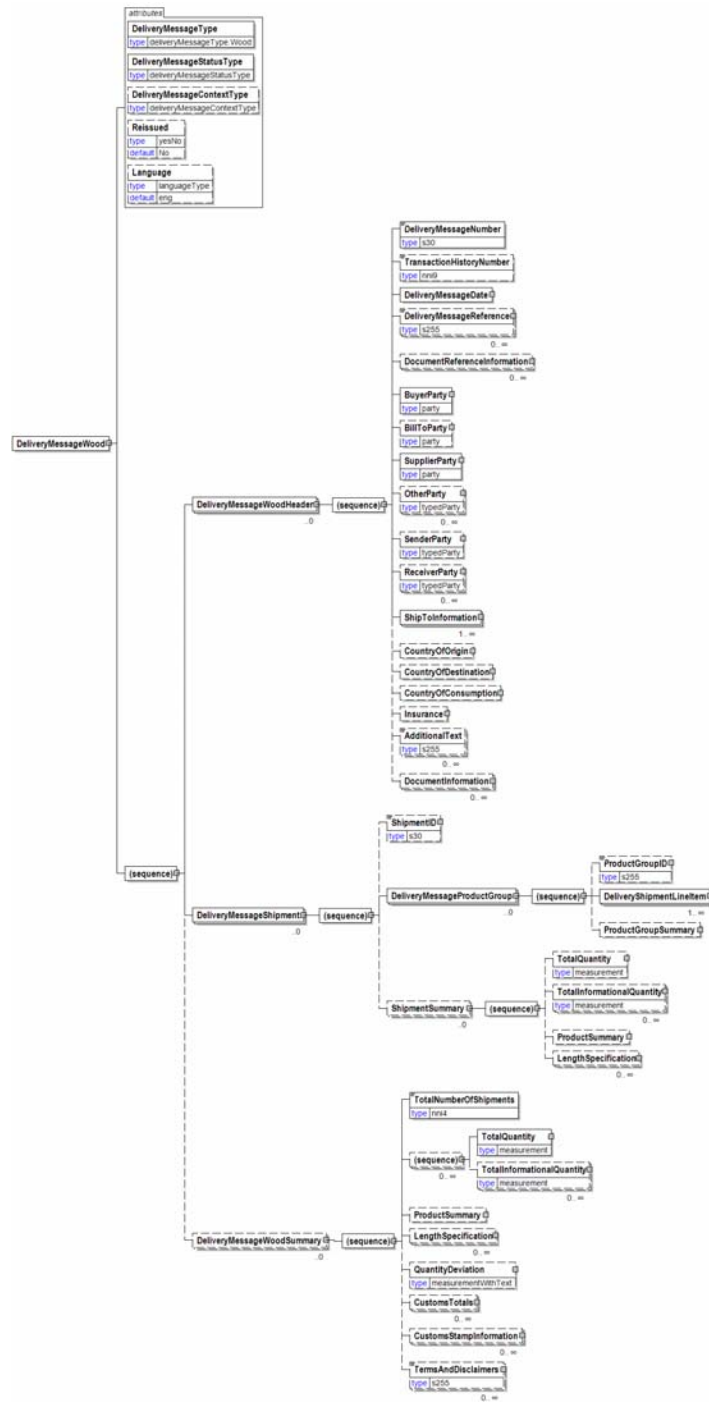 attributes
DeliveryMessageType
type deliveryMessageType.Wood
DeliveryMessageStatusType
type deliveryMessageStatusType
DeliveryMessageContextType
type deliveryMessageContextType
Reissued
type yesNo
default No
Language
type languageType
default eng
DeliveryMessageWood
DeliveryMessageWoodHeader
..0
(sequence)
DeliveryMessageNumber
type s30
TransactionHistoryNumber
type nni9
DeliveryMessageDate
DeliveryMessageReference
type s255
0.. ∞
DocumentReferenceInformation
0.. ∞
BuyerParty
type party
BillToParty
type party
SupplierParty
type party
OtherParty
type typedParty
0.. ∞
SenderParty
type typedParty
ReceiverParty
type typedParty
0.. ∞
ShipToInformation
1.. ∞
CountryOfOrigin
CountryOfDestination
CountryOfConsumption
Insurance
AdditionalText
type s255
0.. ∞
DocumentInformation
0.. ∞
(sequence)
DeliveryMessageShipment
..0
(sequence)
ShipmentID
type s30
DeliveryMessageProductGroup
..0
(sequence)
ProductGroupID
type s255
DeliveryShipmentLineItem
1.. ∞
ProductGroupSummary
ShipmentSummary
..0
(sequence)
TotalQuantity
type measurement
TotalInformationalQuantity
type measurement
0.. ∞
ProductSummary
LengthSpecification
0.. ∞
DeliveryMessageWoodSummary
..0
(sequence)
TotalNumberOfShipments
type nni4
(sequence)
0.. ∞
TotalQuantity
type measurement
TotalInformationalQuantity
type measurement
0.. ∞
ProductSummary
LengthSpecification
0.. ∞
QuantityDeviation
type measurementWithText
CustomsTotals
0.. ∞
CustomsStampInformation
0.. ∞
TermsAndDisclaimers
type s255
0.. ∞